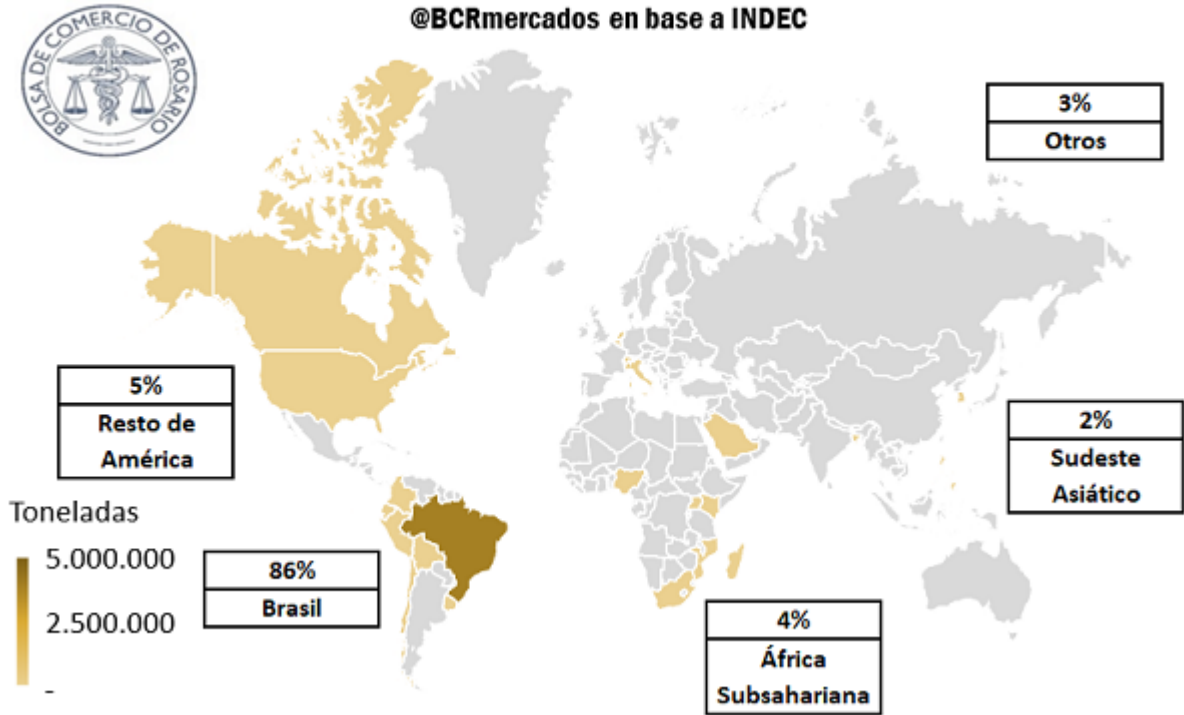 @BCRmercados en base a INDEC
BOLSA DE COMERCIO DE ROSARIO
3%
Otros
5%
Resto de
América
2%
Sudeste
Asiático
Toneladas
5.000.000
2.500.000
-
86%
Brasil
4%
África
Subsahariana